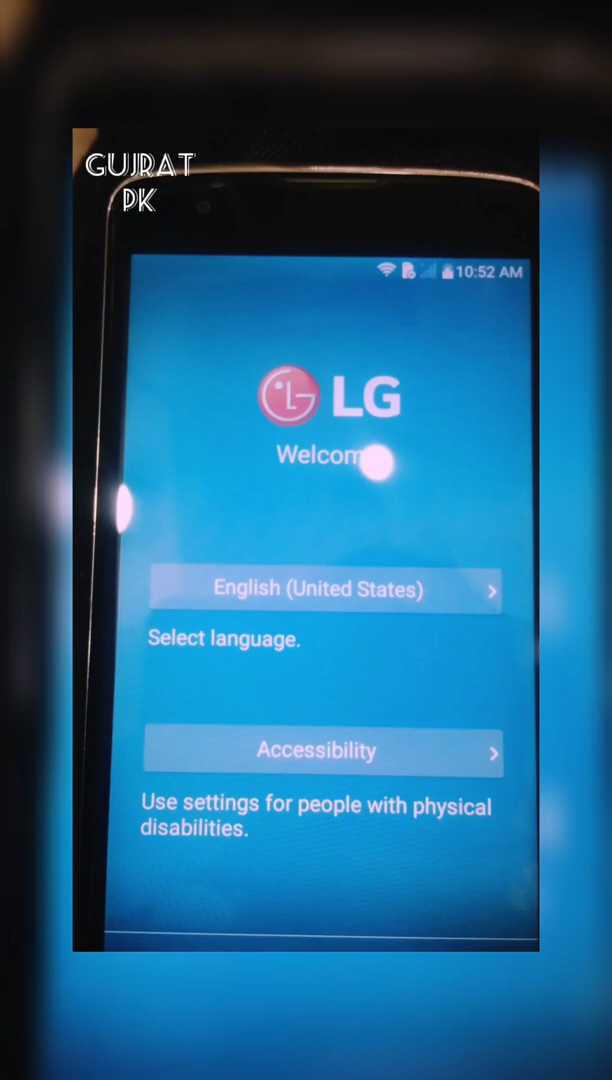 GUJRAT
PK
10:52 AM
LG
Welcom
English (United States)
Select language.
Accessibility
Use settings for people with physical
disabilities.